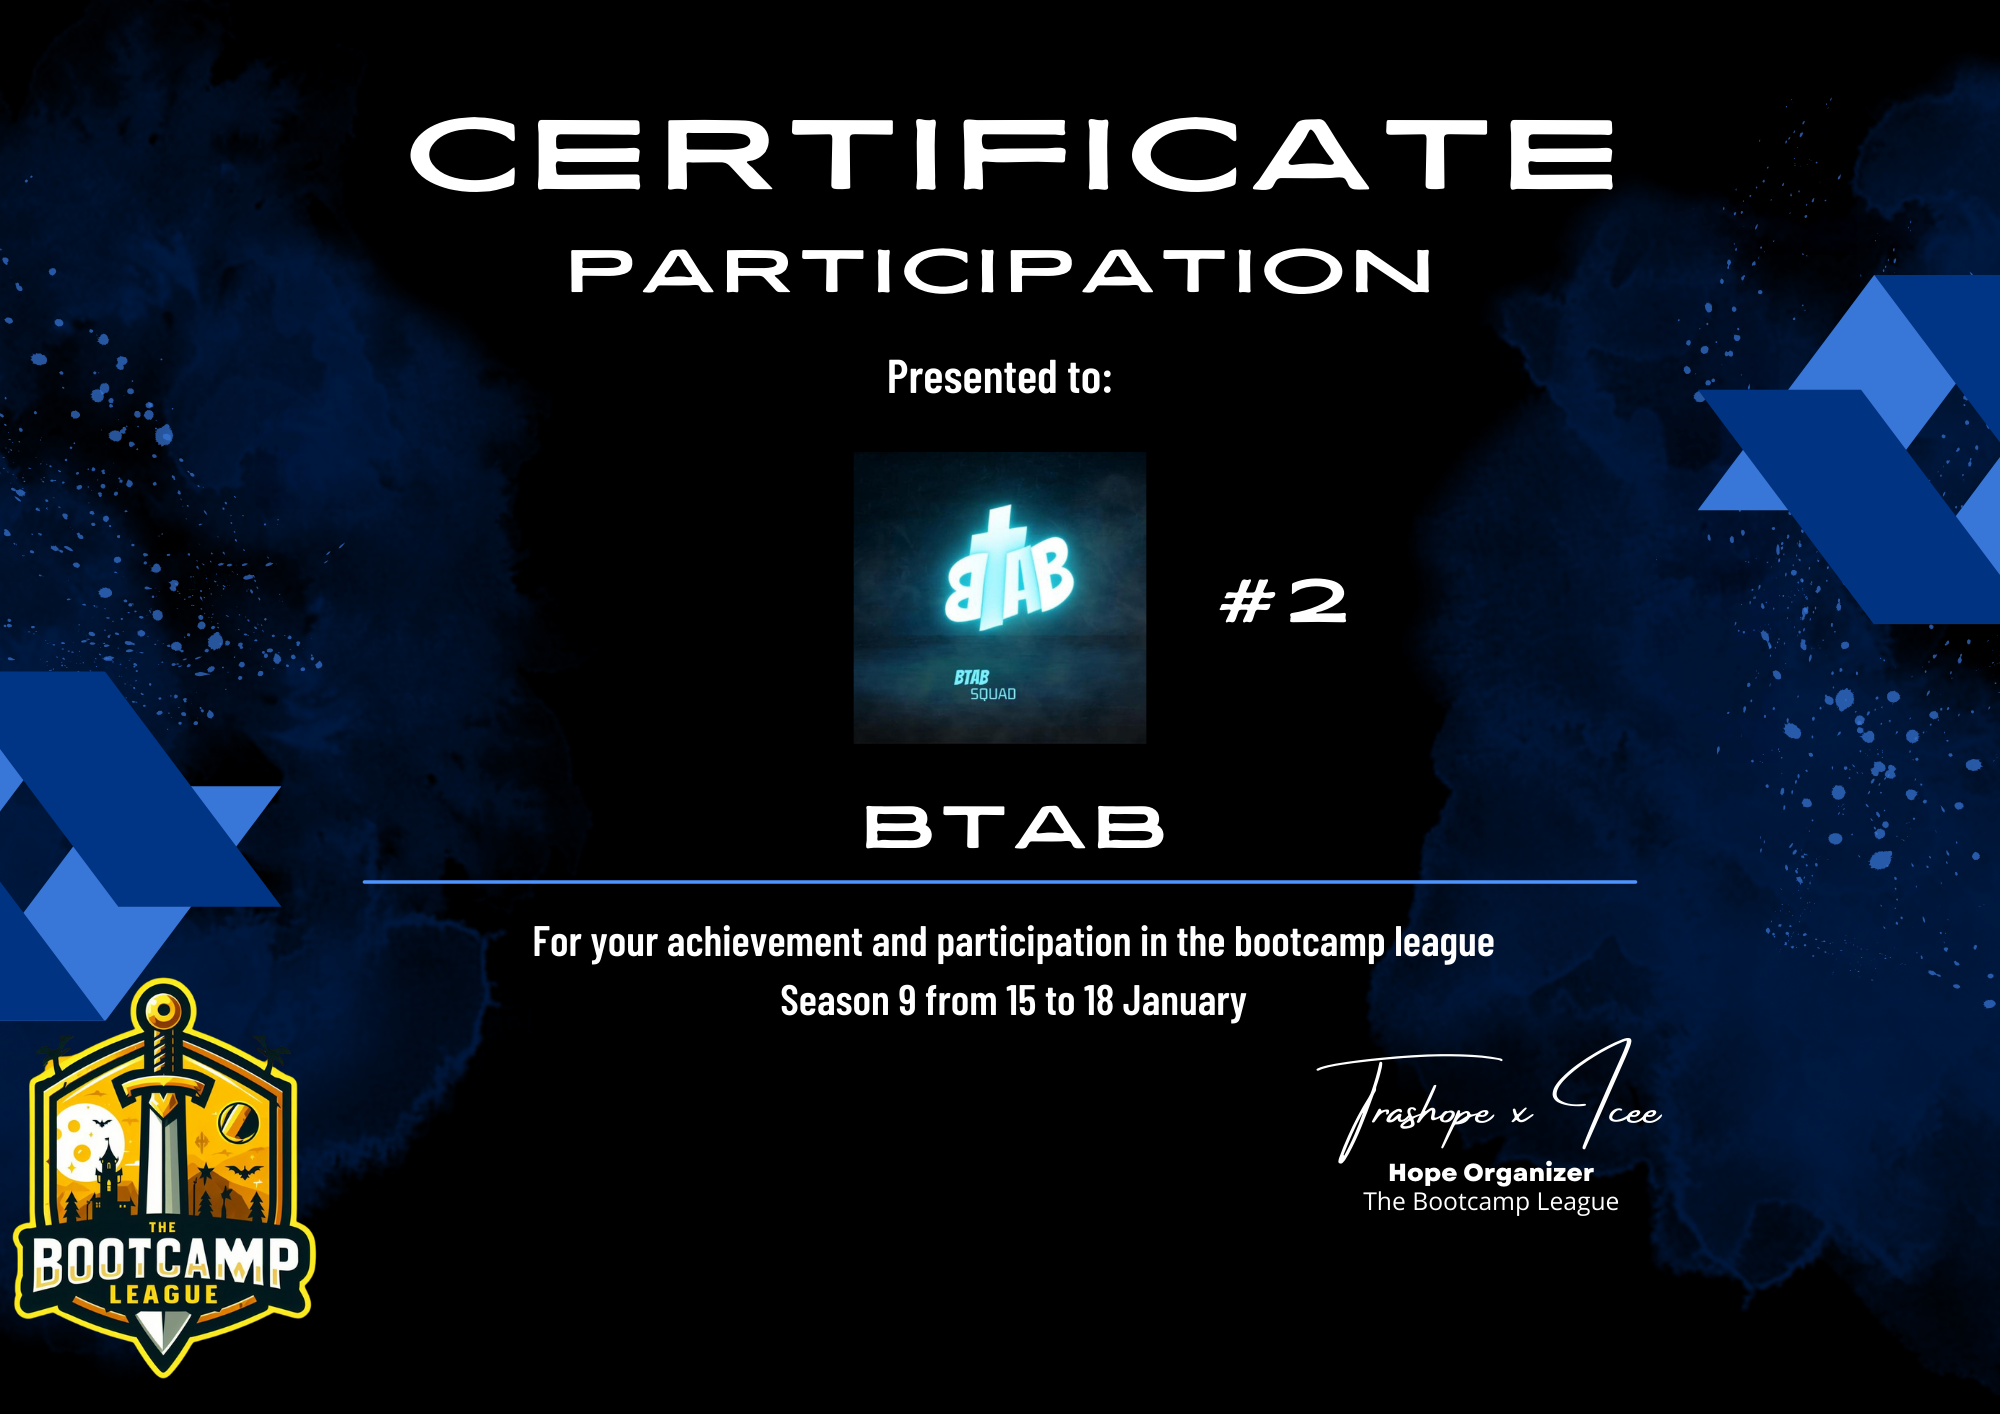 CERTIFICATE
PARTICIPATION
Presented to:
BTAB
BTAB
SQUAD
#2
BTAB
For your achievement and participation in the bootcamp league
Season 9 from 15 to 18 January
Trashope x Icee
Hope Organizer
The Bootcamp League
THE
BOOTCAMP
LEAGUE